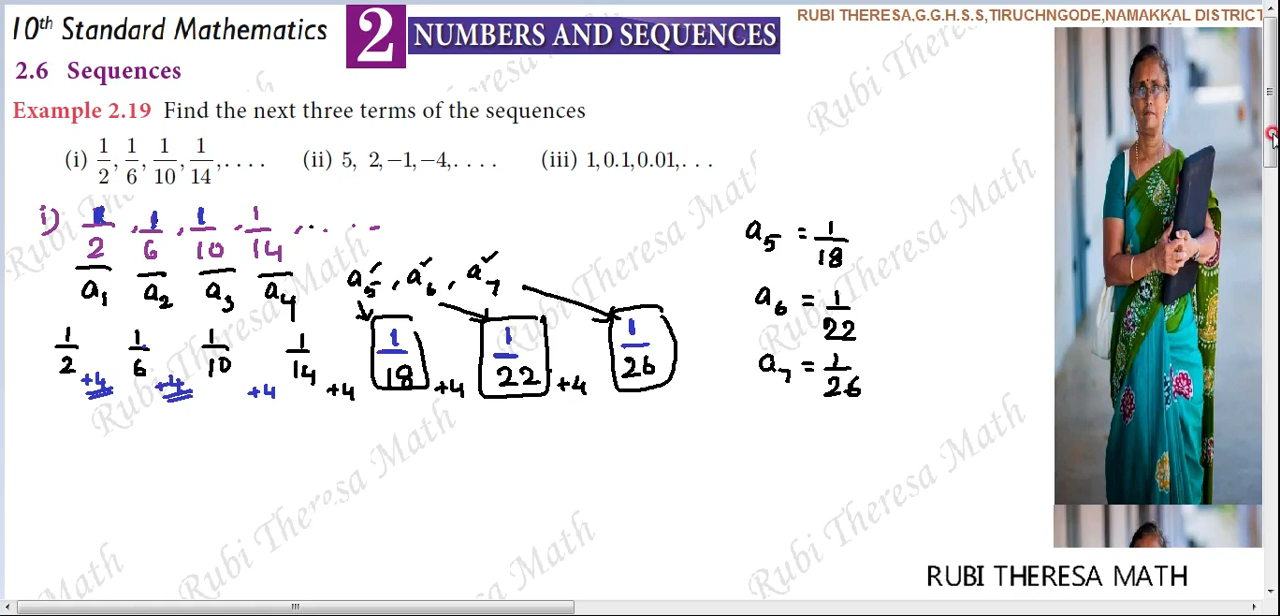 RUBI THERESA,G.G.H.S.S,TIRUCHNGODE,NAMAKKAL DISTRICT
10th Standard Mathematics 2 NUMBERS AND SEQUENCES
2.6 Sequences
Example 2.19 Find the next three terms of the sequences
(i) 1/2, 1/6, 1/10, 1/14, . . . . (ii) 5, 2, −1, −4, . . . . (iii) 1, 0.1, 0.01, . . .
i) 1/2, 1/6, 1/10, 1/14, . . . .
a₁ a₂ a₃ a₄ a₅, a₆, a₇
1/2 1/6 1/10 1/14 1/18 1/22 1/26
+4 +4 +4 +4 +4 +4
a₅ = 1/18
a₆ = 1/22
a₇ = 1/26
RUBI THERESA MATH
Rubi Theresa Math